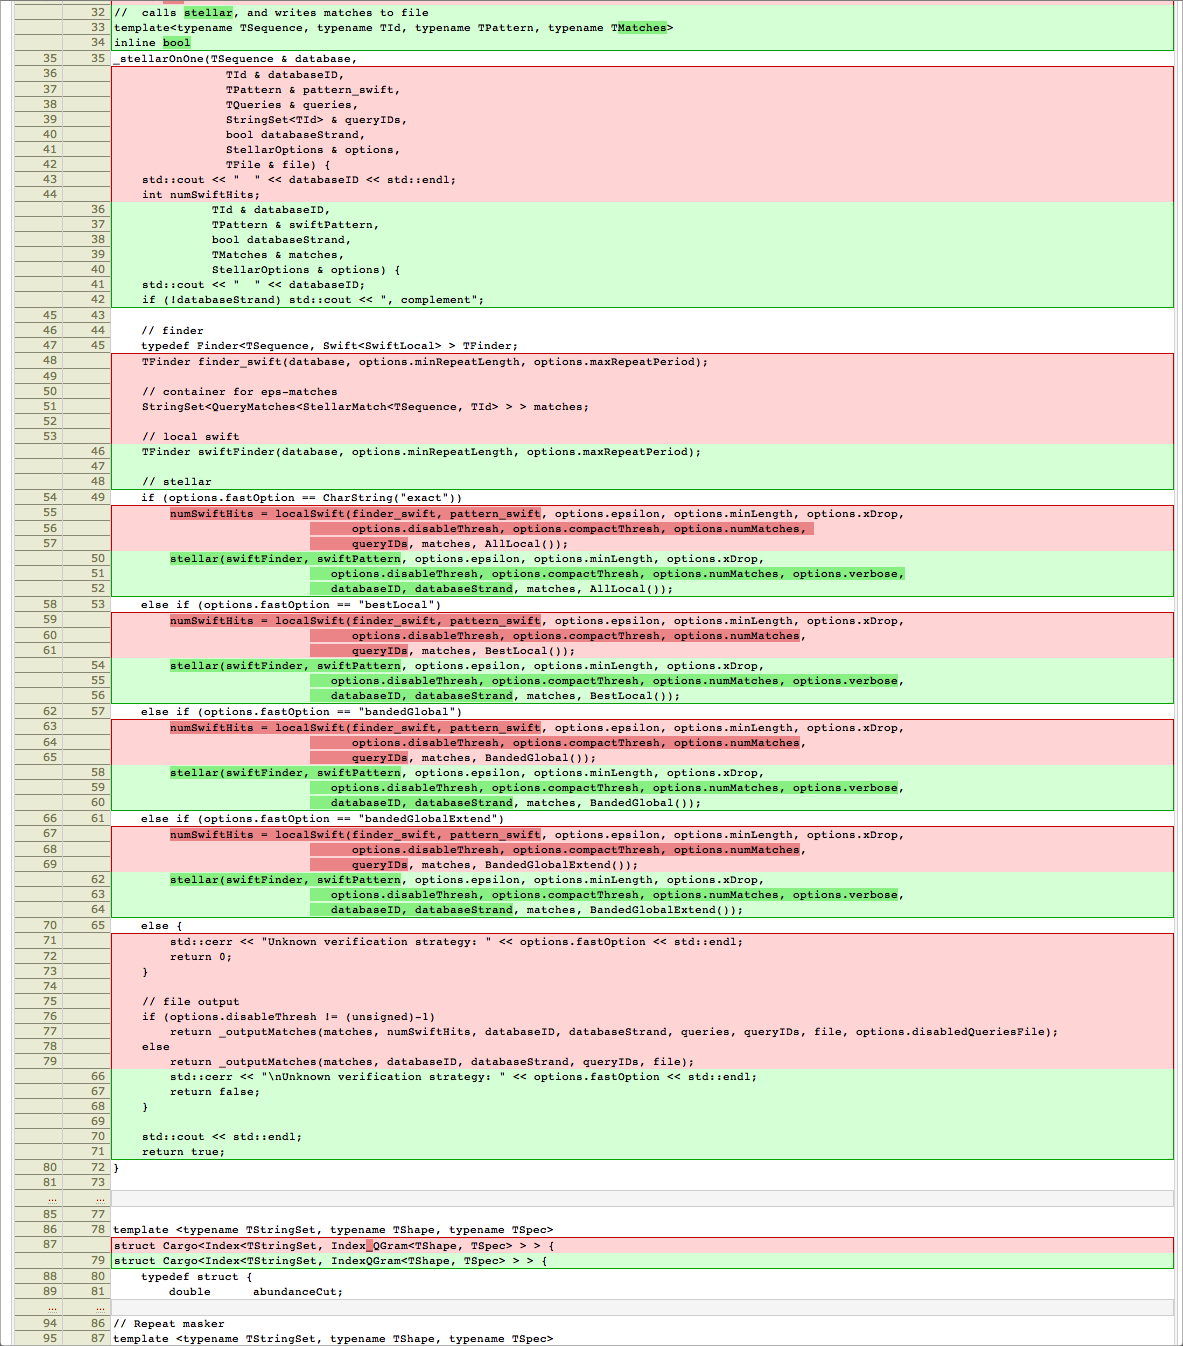 32 //  calls stellar, and writes matches to file
33 template<typename TSequence, typename TId, typename TPattern, typename TMatches>
34 inline bool
35 35 _stellarOnOne(TSequence & database,
36 TId & databaseID,
37 TPattern & pattern_swift,
38 TQueries & queries,
39 StringSet<TId> & queryIDs,
40 bool databaseStrand,
41 StellarOptions & options,
42 TFile & file) {
43 std::cout << "  " << databaseID << std::endl;
44 int numSwiftHits;
36 TId & databaseID,
37 TPattern & swiftPattern,
38 bool databaseStrand,
39 TMatches & matches,
40 StellarOptions & options) {
41 std::cout << "  " << databaseID;
42 if (!databaseStrand) std::cout << ", complement";
45 43
46 44 // finder
47 45 typedef Finder<TSequence, Swift<SwiftLocal> > TFinder;
48 TFinder finder_swift(database, options.minRepeatLength, options.maxRepeatPeriod);
49
50 // container for eps-matches
51 StringSet<QueryMatches<StellarMatch<TSequence, TId> > > matches;
52
53 // local swift
46 TFinder swiftFinder(database, options.minRepeatLength, options.maxRepeatPeriod);
47
48 // stellar
54 49 if (options.fastOption == CharString("exact"))
55 numSwiftHits = localSwift(finder_swift, pattern_swift, options.epsilon, options.minLength, options.xDrop,
56 options.disableThresh, options.compactThresh, options.numMatches,
57 queryIDs, matches, AllLocal());
50 stellar(swiftFinder, swiftPattern, options.epsilon, options.minLength, options.xDrop,
51 options.disableThresh, options.compactThresh, options.numMatches, options.verbose,
52 databaseID, databaseStrand, matches, AllLocal());
58 53 else if (options.fastOption == "bestLocal")
59 numSwiftHits = localSwift(finder_swift, pattern_swift, options.epsilon, options.minLength, options.xDrop,
60 options.disableThresh, options.compactThresh, options.numMatches,
61 queryIDs, matches, BestLocal());
54 stellar(swiftFinder, swiftPattern, options.epsilon, options.minLength, options.xDrop,
55 options.disableThresh, options.compactThresh, options.numMatches, options.verbose,
56 databaseID, databaseStrand, matches, BestLocal());
62 57 else if (options.fastOption == "bandedGlobal")
63 numSwiftHits = localSwift(finder_swift, pattern_swift, options.epsilon, options.minLength, options.xDrop,
64 options.disableThresh, options.compactThresh, options.numMatches,
65 queryIDs, matches, BandedGlobal());
58 stellar(swiftFinder, swiftPattern, options.epsilon, options.minLength, options.xDrop,
59 options.disableThresh, options.compactThresh, options.numMatches, options.verbose,
60 databaseID, databaseStrand, matches, BandedGlobal());
66 61 else if (options.fastOption == "bandedGlobalExtend")
67 numSwiftHits = localSwift(finder_swift, pattern_swift, options.epsilon, options.minLength, options.xDrop,
68 options.disableThresh, options.compactThresh, options.numMatches,
69 queryIDs, matches, BandedGlobalExtend());
62 stellar(swiftFinder, swiftPattern, options.epsilon, options.minLength, options.xDrop,
63 options.disableThresh, options.compactThresh, options.numMatches, options.verbose,
64 databaseID, databaseStrand, matches, BandedGlobalExtend());
70 65 else {
71 std::cerr << "Unknown verification strategy: " << options.fastOption << std::endl;
72 return 0;
73 }
74
75 // file output
76 if (options.disableThresh != (unsigned)-1)
77 return _outputMatches(matches, numSwiftHits, databaseID, databaseStrand, queries, queryIDs, file, options.disabledQueriesFile);
78 else
79 return _outputMatches(matches, databaseID, databaseStrand, queryIDs, file);
66 std::cerr << "\nUnknown verification strategy: " << options.fastOption << std::endl;
67 return false;
68 }
69
70 std::cout << std::endl;
71 return true;
80 72 }
81 73
… …
85 77
86 78 template <typename TStringSet, typename TShape, typename TSpec>
87 struct Cargo<Index<TStringSet, Index_QGram<TShape, TSpec> > > {
79 struct Cargo<Index<TStringSet, IndexQGram<TShape, TSpec> > > {
88 80 typedef struct {
89 81 double      abundanceCut;
… …
94 86 // Repeat masker
95 87 template <typename TStringSet, typename TShape, typename TSpec>